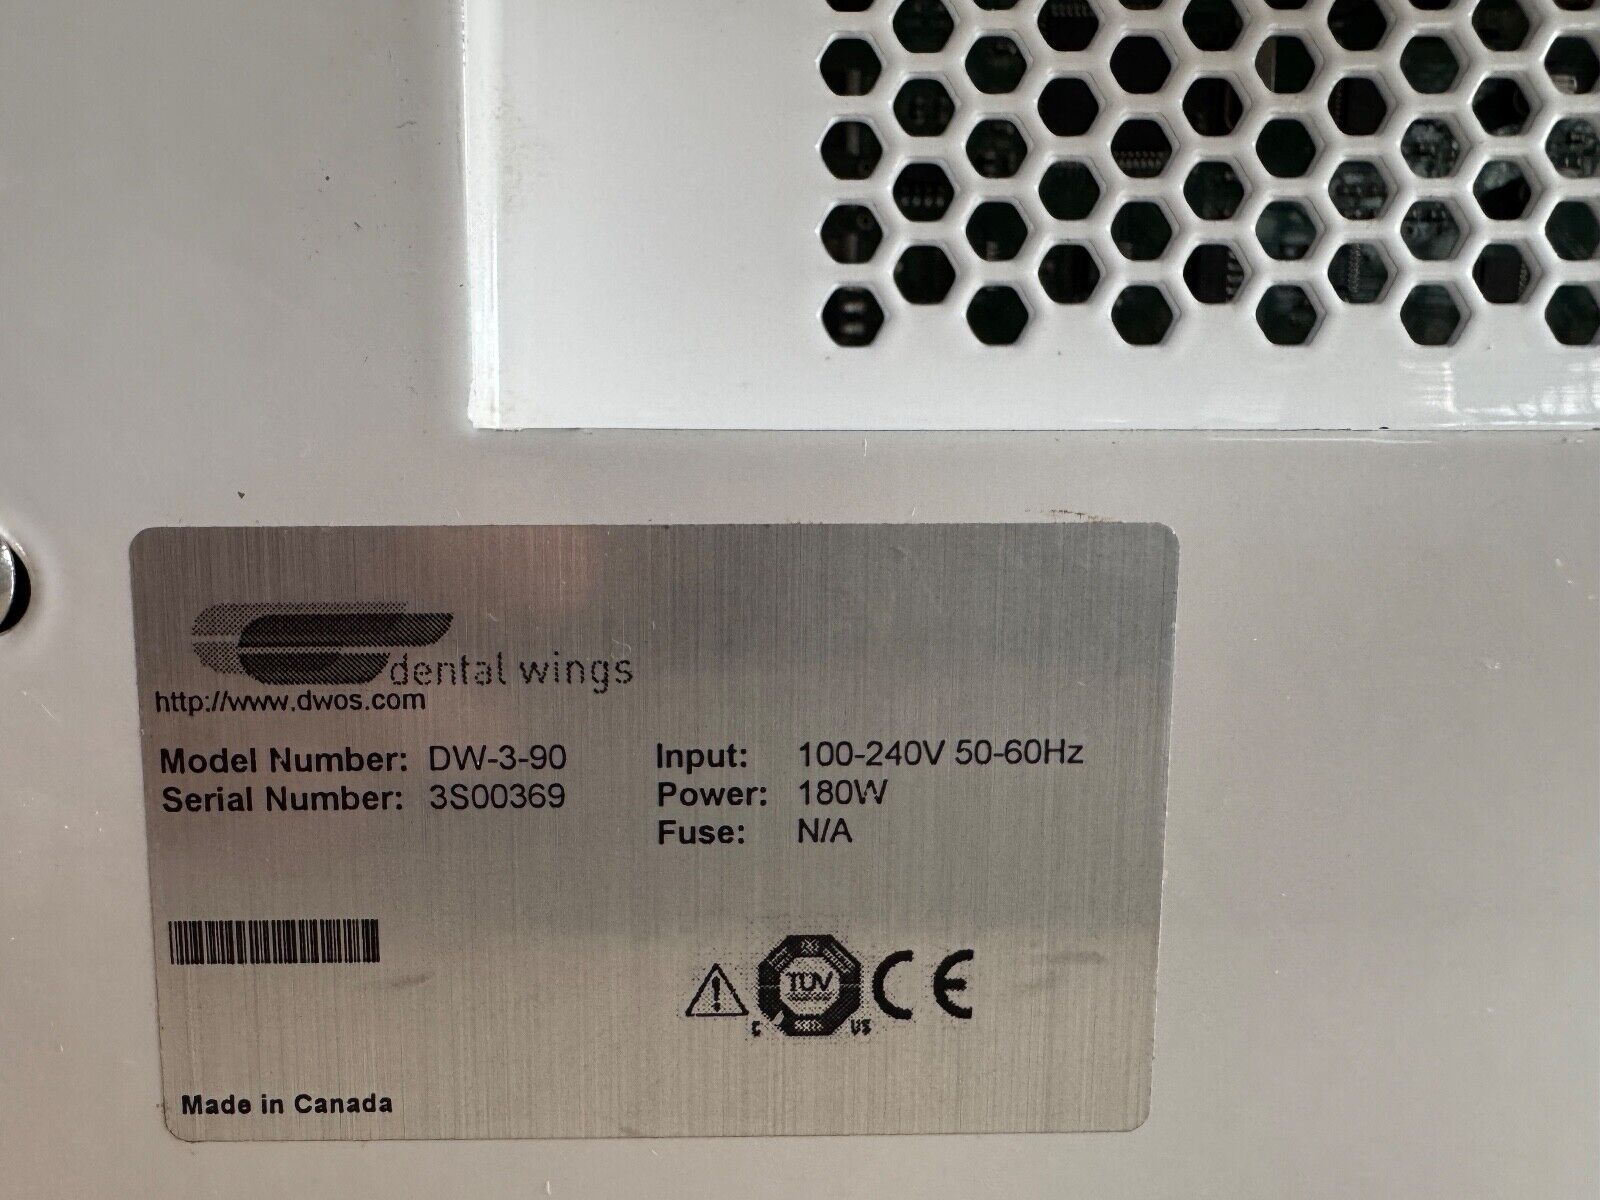 dental wings
http://www.dwos.com
Model Number: DW-3-90
Serial Number: 3S00369
Input: 100-240V 50-60Hz
Power: 180W
Fuse: N/A
TÜV
C US
CE
Made in Canada